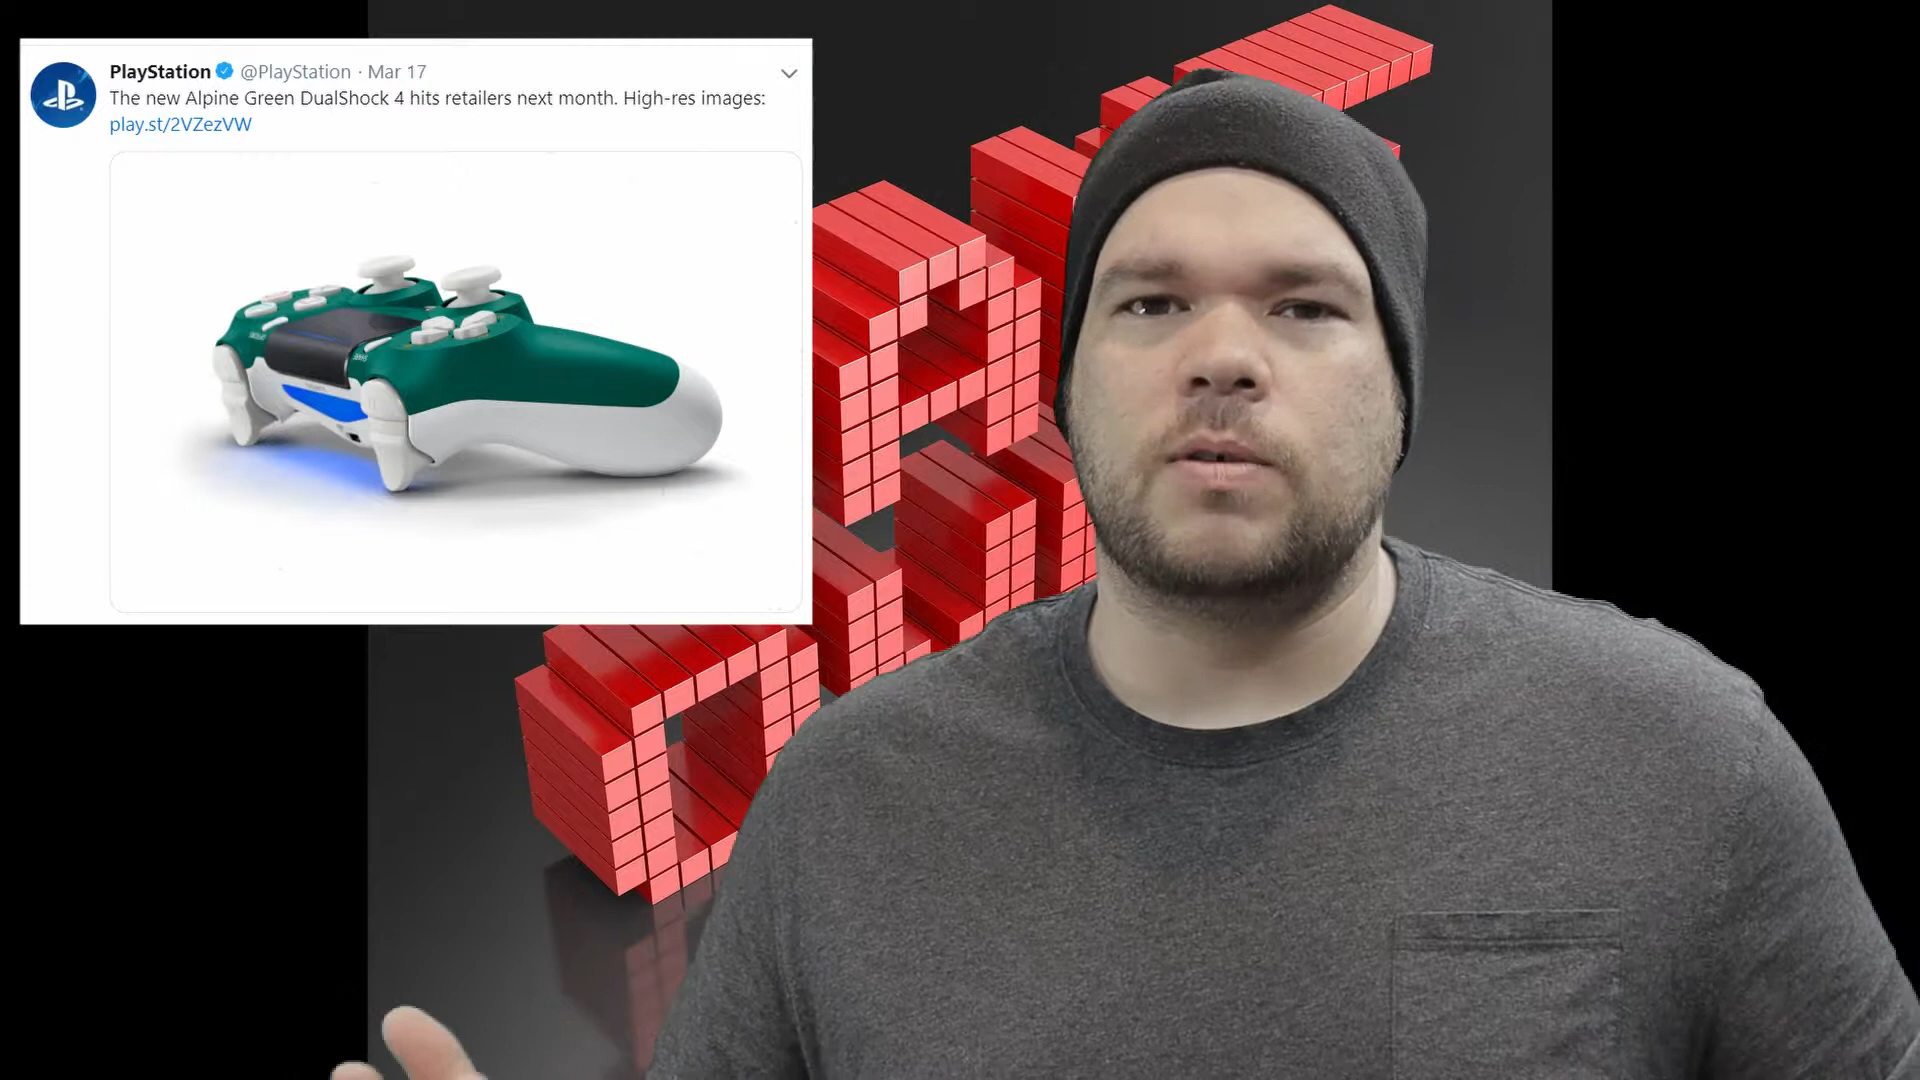 PlayStation @PlayStation · Mar 17
The new Alpine Green DualShock 4 hits retailers next month. High-res images:
play.st/2VZezVW